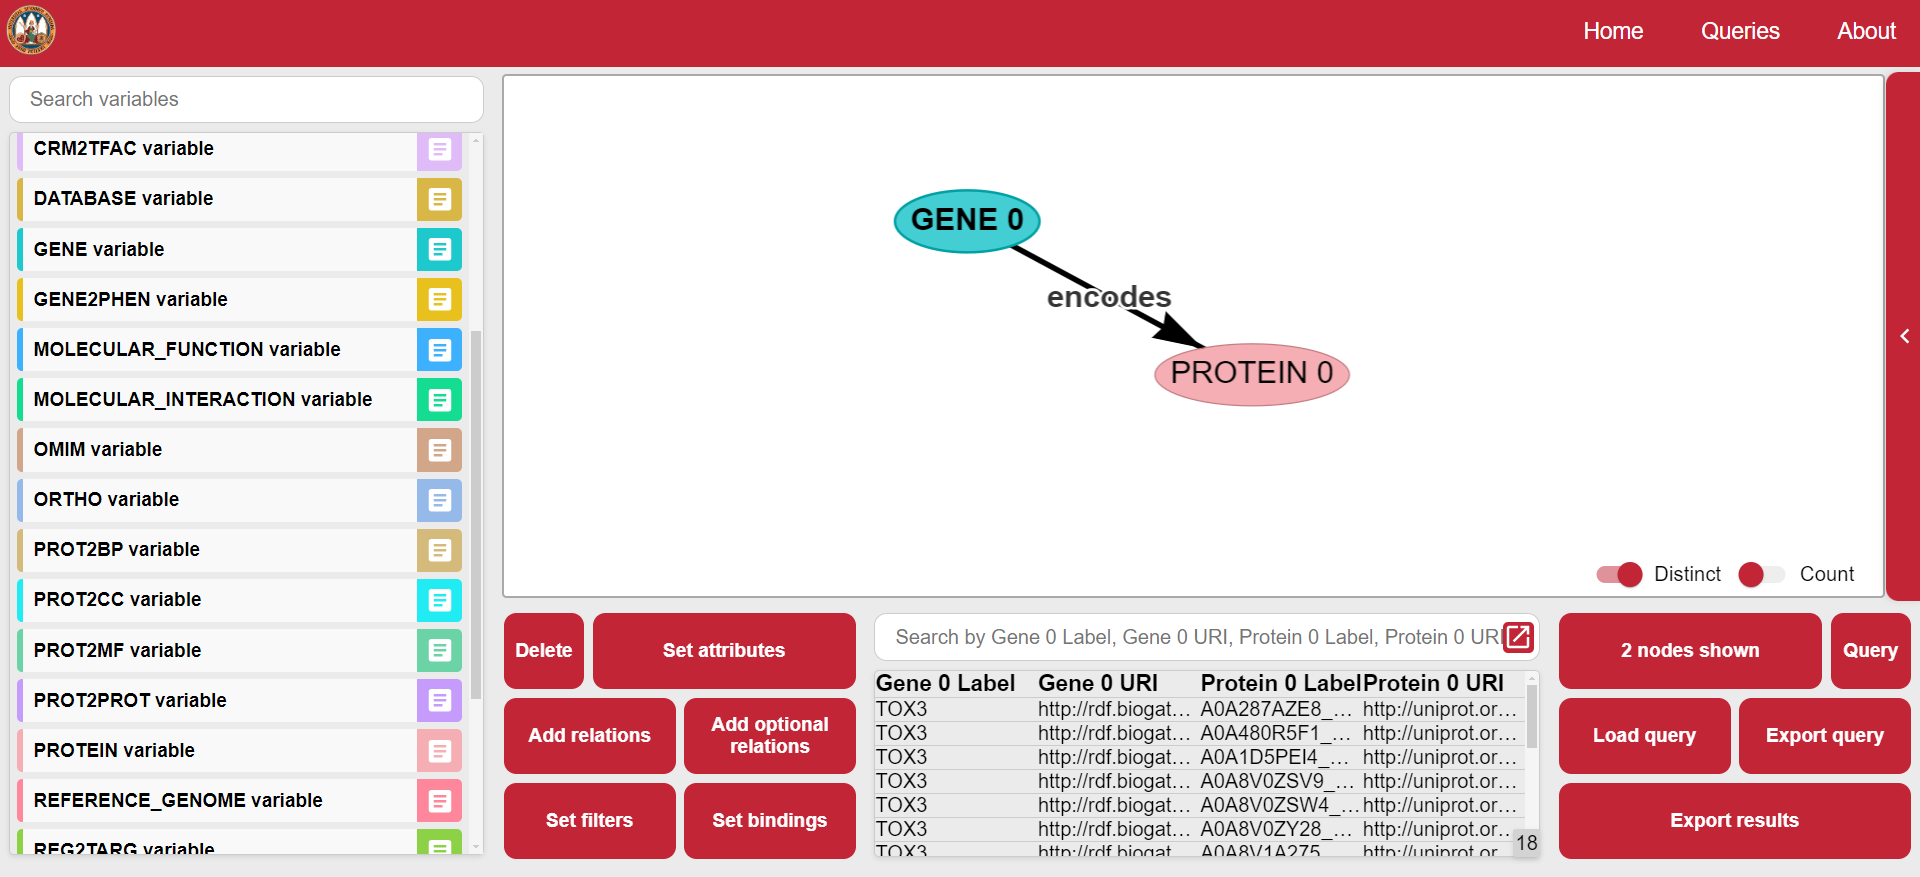 Home Queries About
Search variables
CRM2TFAC variable
DATABASE variable
GENE variable
GENE2PHEN variable
MOLECULAR_FUNCTION variable
MOLECULAR_INTERACTION variable
OMIM variable
ORTHO variable
PROT2BP variable
PROT2CC variable
PROT2MF variable
PROT2PROT variable
PROTEIN variable
REFERENCE_GENOME variable
REG2TARG variable
GENE 0
encodes
PROTEIN 0
Distinct Count
Delete
Set attributes
Add relations
Add optional
relations
Set filters
Set bindings
Search by Gene 0 Label, Gene 0 URI, Protein 0 Label, Protein 0 URI
Gene 0 Label Gene 0 URI Protein 0 Label Protein 0 URI
TOX3 http://rdf.biogat... A0A287AZE8_... http://uniprot.or...
TOX3 http://rdf.biogat... A0A480R5F1_... http://uniprot.or...
TOX3 http://rdf.biogat... A0A1D5PEI4_... http://uniprot.or...
TOX3 http://rdf.biogat... A0A8V0ZSV9_... http://uniprot.or...
TOX3 http://rdf.biogat... A0A8V0ZSW4_... http://uniprot.or...
TOX3 http://rdf.biogat... A0A8V0ZY28_... http://uniprot.or...
TOX3 http://rdf.biogat... A0A8V1A275_... http://uniprot.or...
18
2 nodes shown
Query
Load query
Export query
Export results